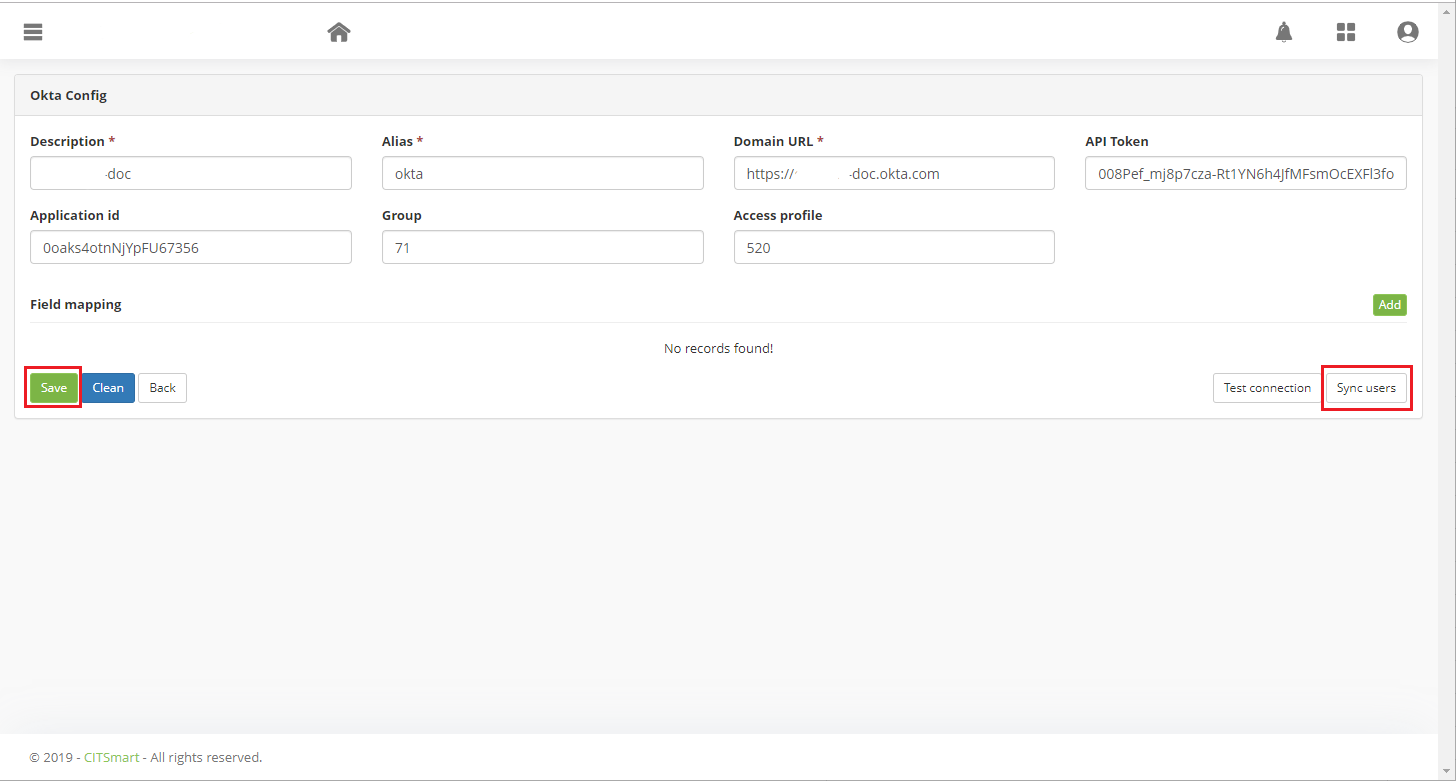 Okta Config
Description * Alias * Domain URL * API Token
-doc okta https:// -doc.okta.com 008Pef_mj8p7cza-Rt1YN6h4JfMFsmOcEXFl3fo
Application id Group Access profile
0oaks4otnNjYpFU67356 71 520
Field mapping Add
No records found!
Save Clean Back Test connection Sync users
© 2019 - CITSmart - All rights reserved.